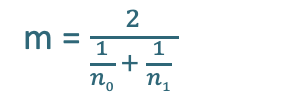 m = 2 / (1/n₀ + 1/n₁)